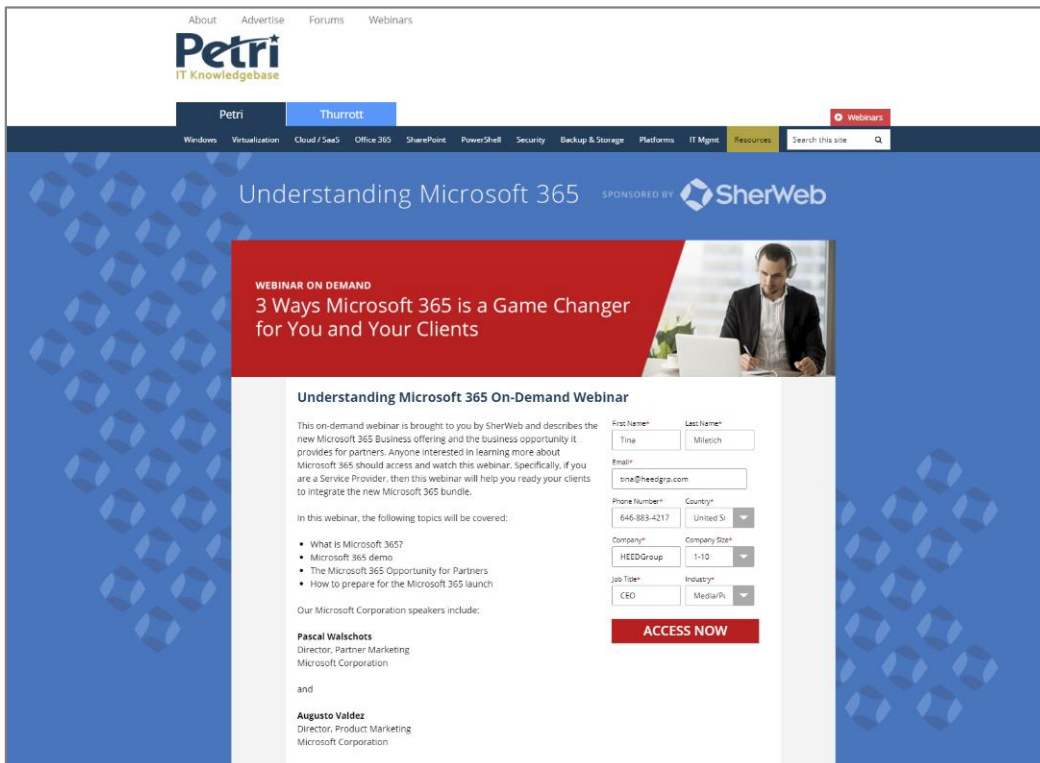 About Advertise Forums Webinars
Petri
IT Knowledgebase
Petri Thurrott
Webinars
Windows Virtualization Cloud / SaaS Office 365 SharePoint PowerShell Security Backup & Storage Platforms IT Mgmt Resources Search this site
Understanding Microsoft 365 SPONSORED BY SherWeb
WEBINAR ON DEMAND
3 Ways Microsoft 365 is a Game Changer
for You and Your Clients
Understanding Microsoft 365 On-Demand Webinar
This on-demand webinar is brought to you by SherWeb and describes the
new Microsoft 365 Business offering and the business opportunity it
provides for partners. Anyone interested in learning more about
Microsoft 365 should access and watch this webinar. Specifically, if you
are a Service Provider, then this webinar will help you ready your clients
to integrate the new Microsoft 365 bundle.
In this webinar, the following topics will be covered:
• What is Microsoft 365?
• Microsoft 365 demo
• The Microsoft 365 Opportunity for Partners
• How to prepare for the Microsoft 365 launch
Our Microsoft Corporation speakers include:
Pascal Walschots
Director, Partner Marketing
Microsoft Corporation
and
Augusto Valdez
Director, Product Marketing
Microsoft Corporation
First Name* Last Name*
Tina Miletich
Email*
tina@heedgrp.com
Phone Number* Country*
646-883-4217 United St
Company* Company Size*
HEEDGroup 1-10
Job Title* Industry*
CEO Media/Pu
ACCESS NOW